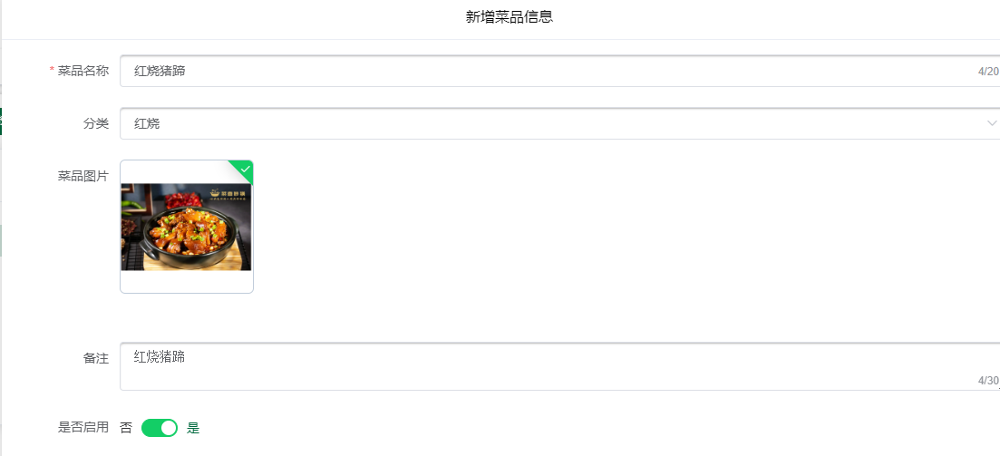 新增菜品信息
* 菜品名称 红烧猪蹄 4/20
分类 红烧
菜品图片
备注 红烧猪蹄
4/30
是否启用 否 是